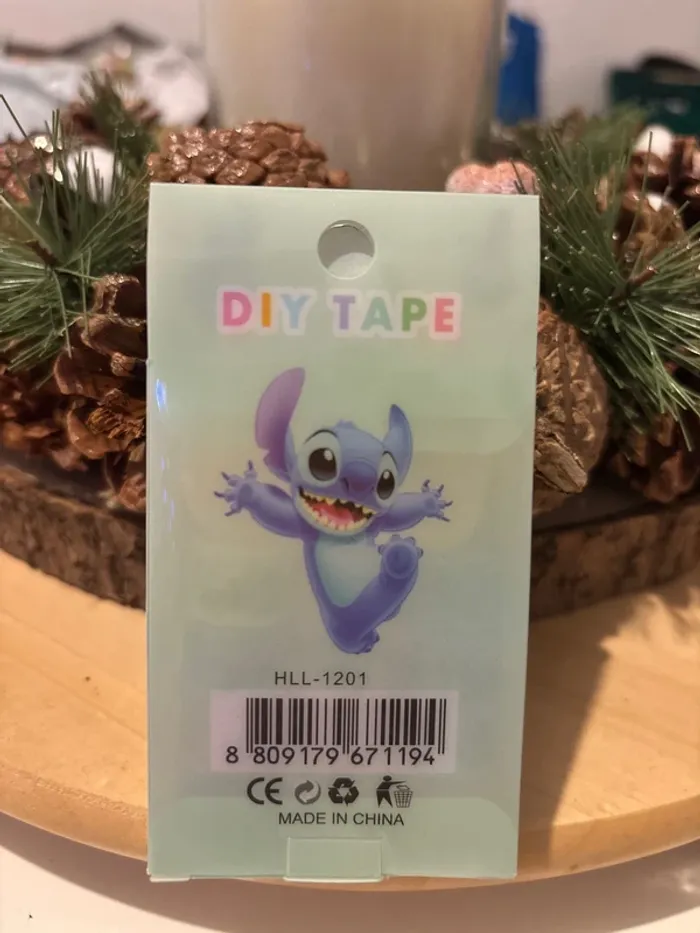 DIY TAPE
HLL-1201
8 809179 671194
CE
MADE IN CHINA